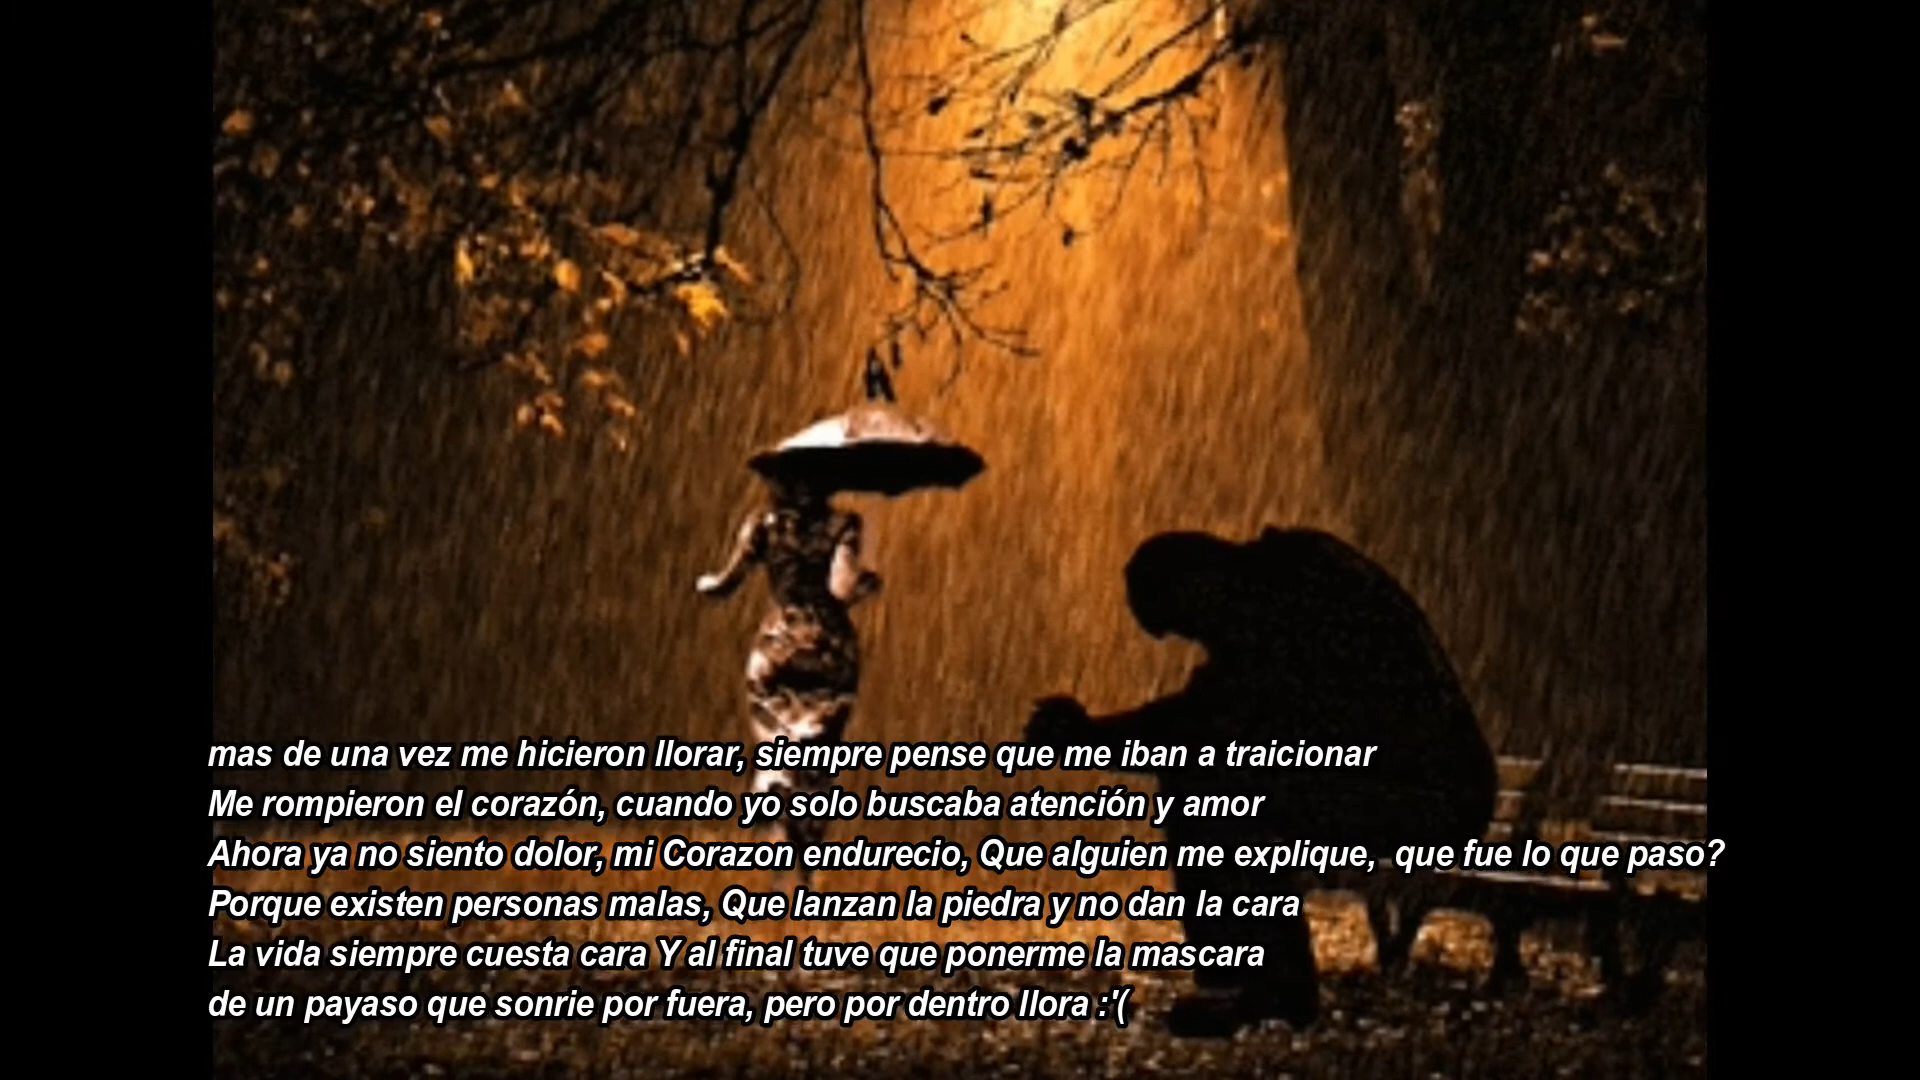 mas de una vez me hicieron llorar, siempre pense que me iban a traicionar
Me rompieron el corazón, cuando yo solo buscaba atención y amor
Ahora ya no siento dolor, mi Corazon endurecio, Que alguien me explique,  que fue lo que paso?
Porque existen personas malas, Que lanzan la piedra y no dan la cara
La vida siempre cuesta cara Y al final tuve que ponerme la mascara
de un payaso que sonrie por fuera, pero por dentro llora :'(